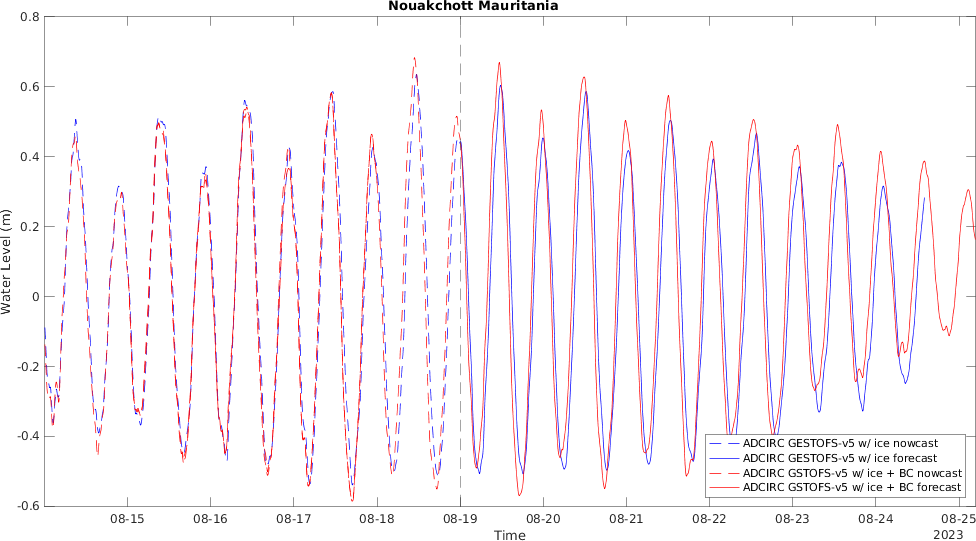 Nouakchott Mauritania
0.8
0.6
0.4
0.2
0
-0.2
-0.4
-0.6
Water Level (m)
ADCIRC GESTOFS-v5 w/ ice nowcast
ADCIRC GESTOFS-v5 w/ ice forecast
ADCIRC GSTOFS-v5 w/ ice + BC nowcast
ADCIRC GESTOFS-v5 w/ ice + BC forecast
08-15 08-16 08-17 08-18 08-19 08-20 08-21 08-22 08-23 08-24 08-25
Time
2023